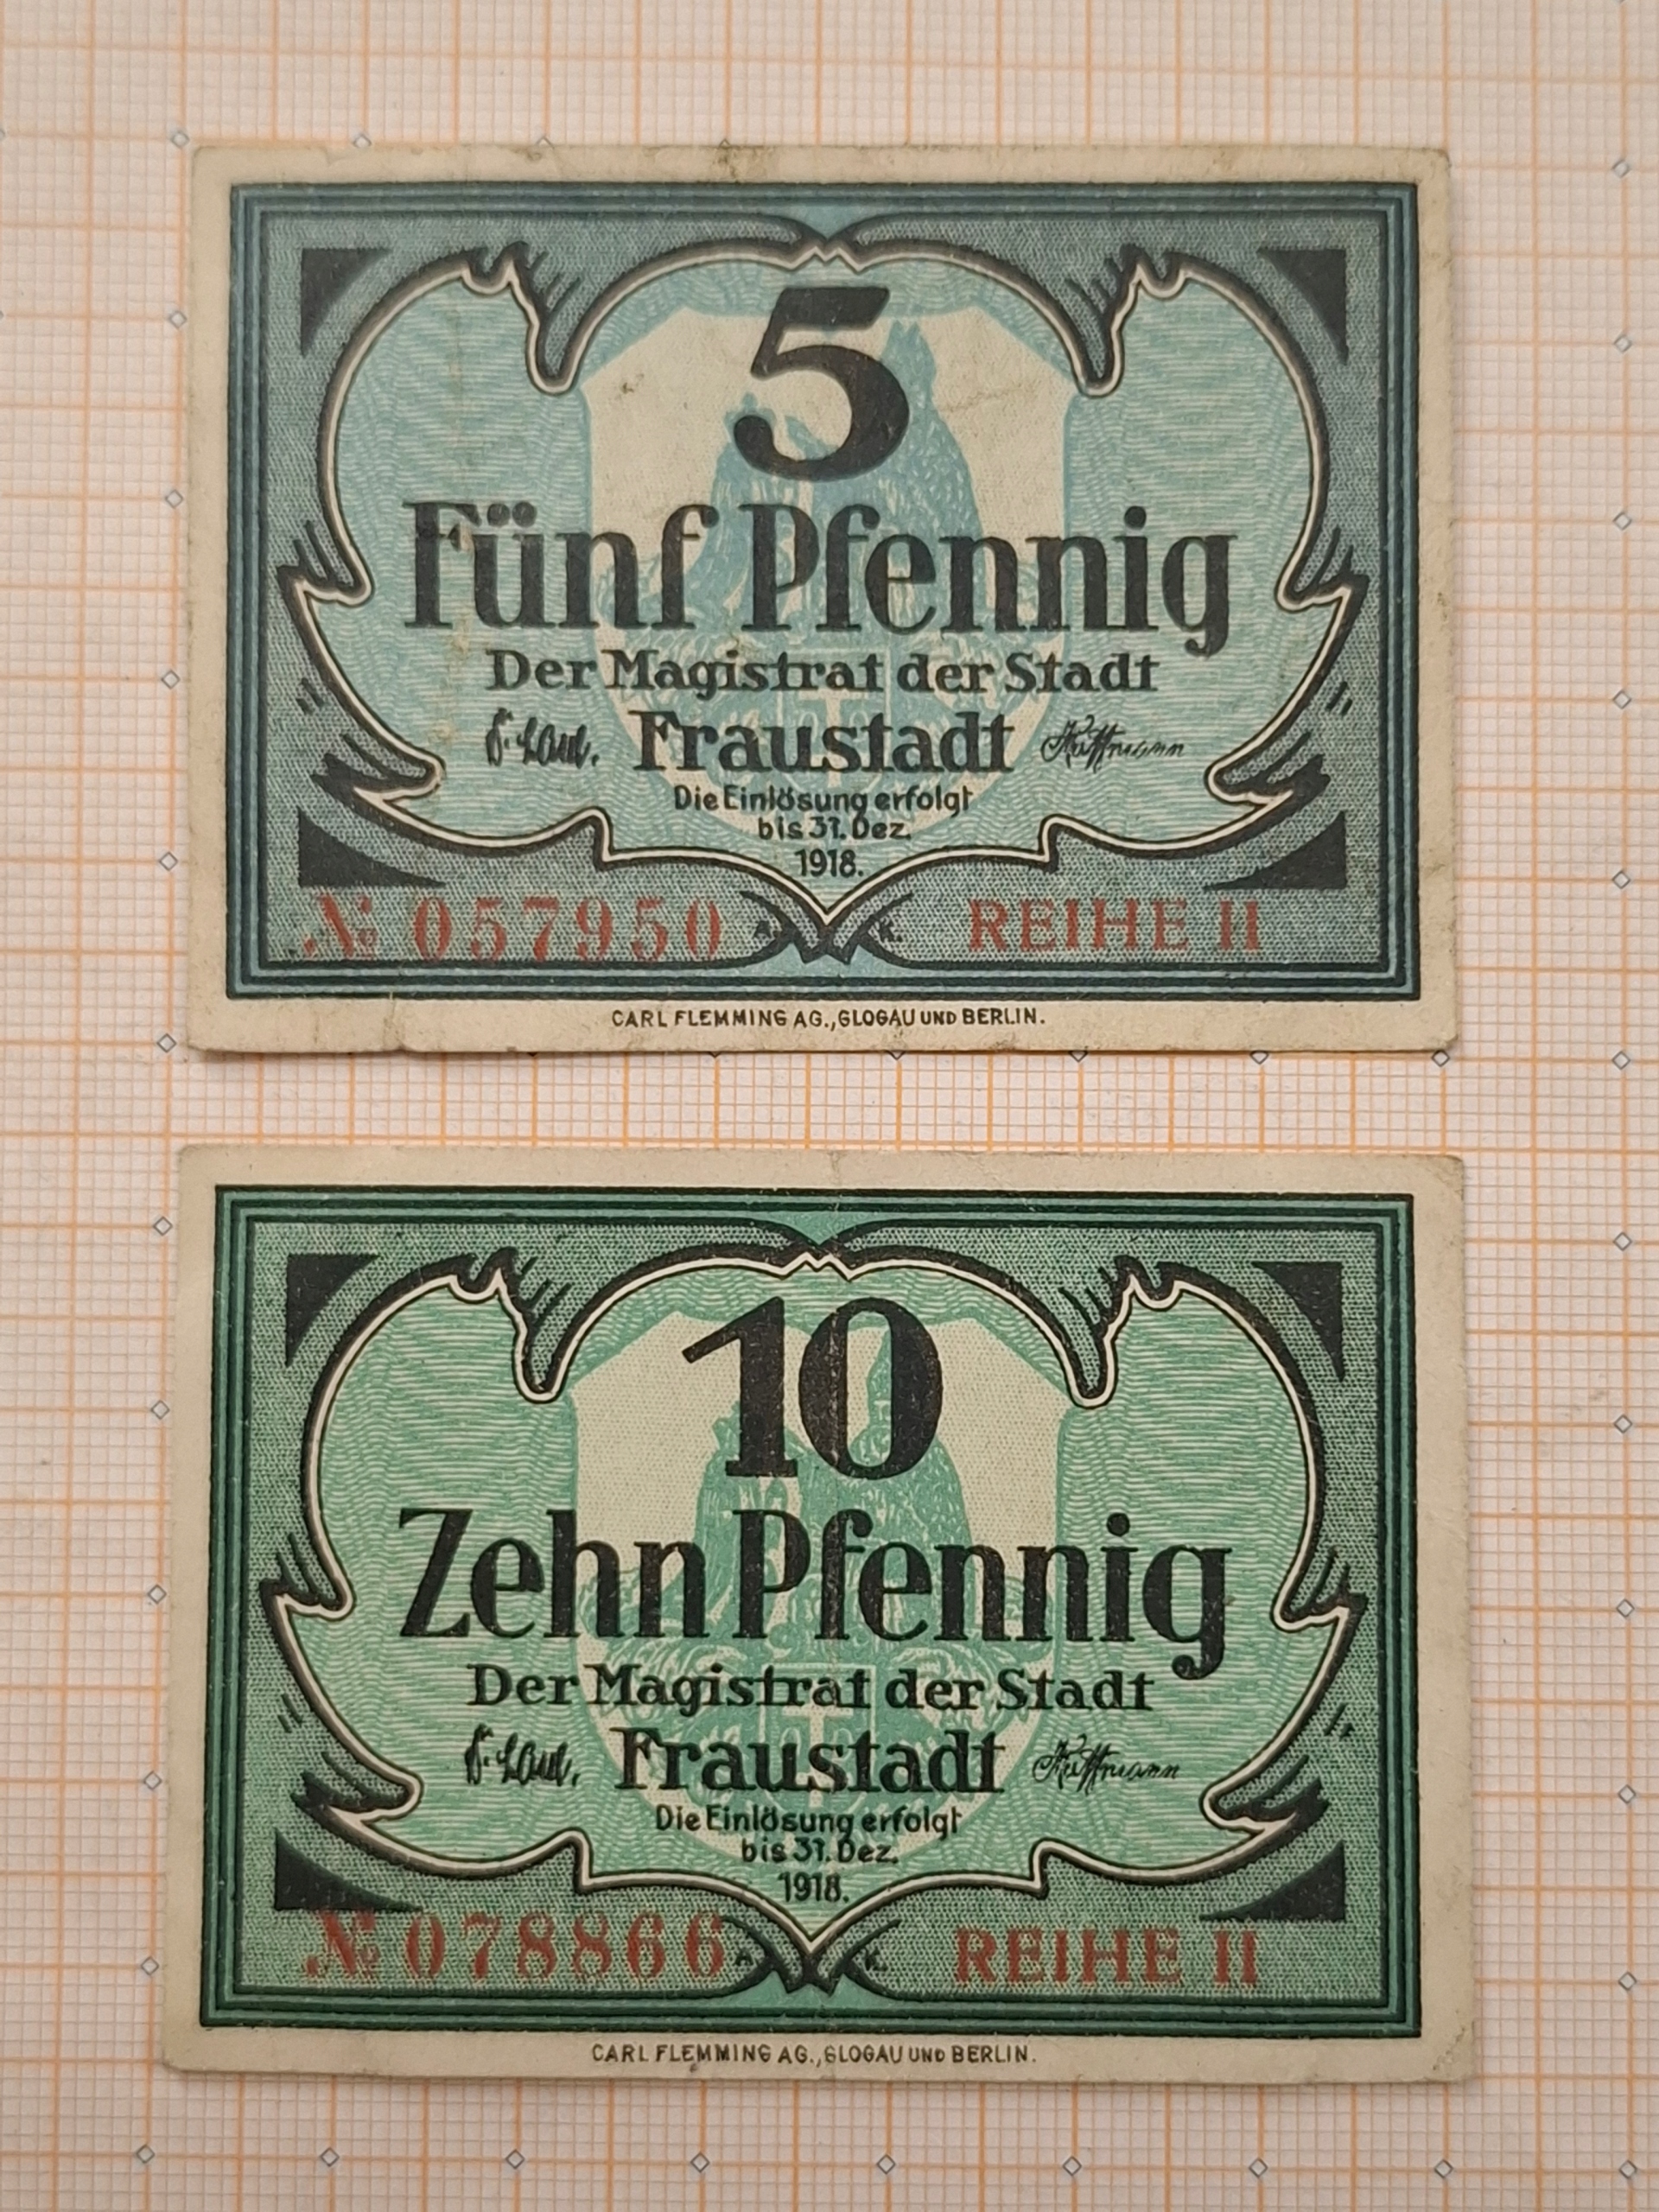 5
Fünf Pfennig
Der Magistrat der Stadt
Fraustadt
Die Einlösung erfolgt
bis 31. Dez.
1918.
№ 057950 A. K. REIHE II
CARL FLEMMING AG., GLOGAU UND BERLIN.
10
Zehn Pfennig
Der Magistrat der Stadt
Fraustadt
Die Einlösung erfolgt
bis 31. Dez.
1918.
№ 078866 A. K. REIHE II
CARL FLEMMING AG., GLOGAU UND BERLIN.